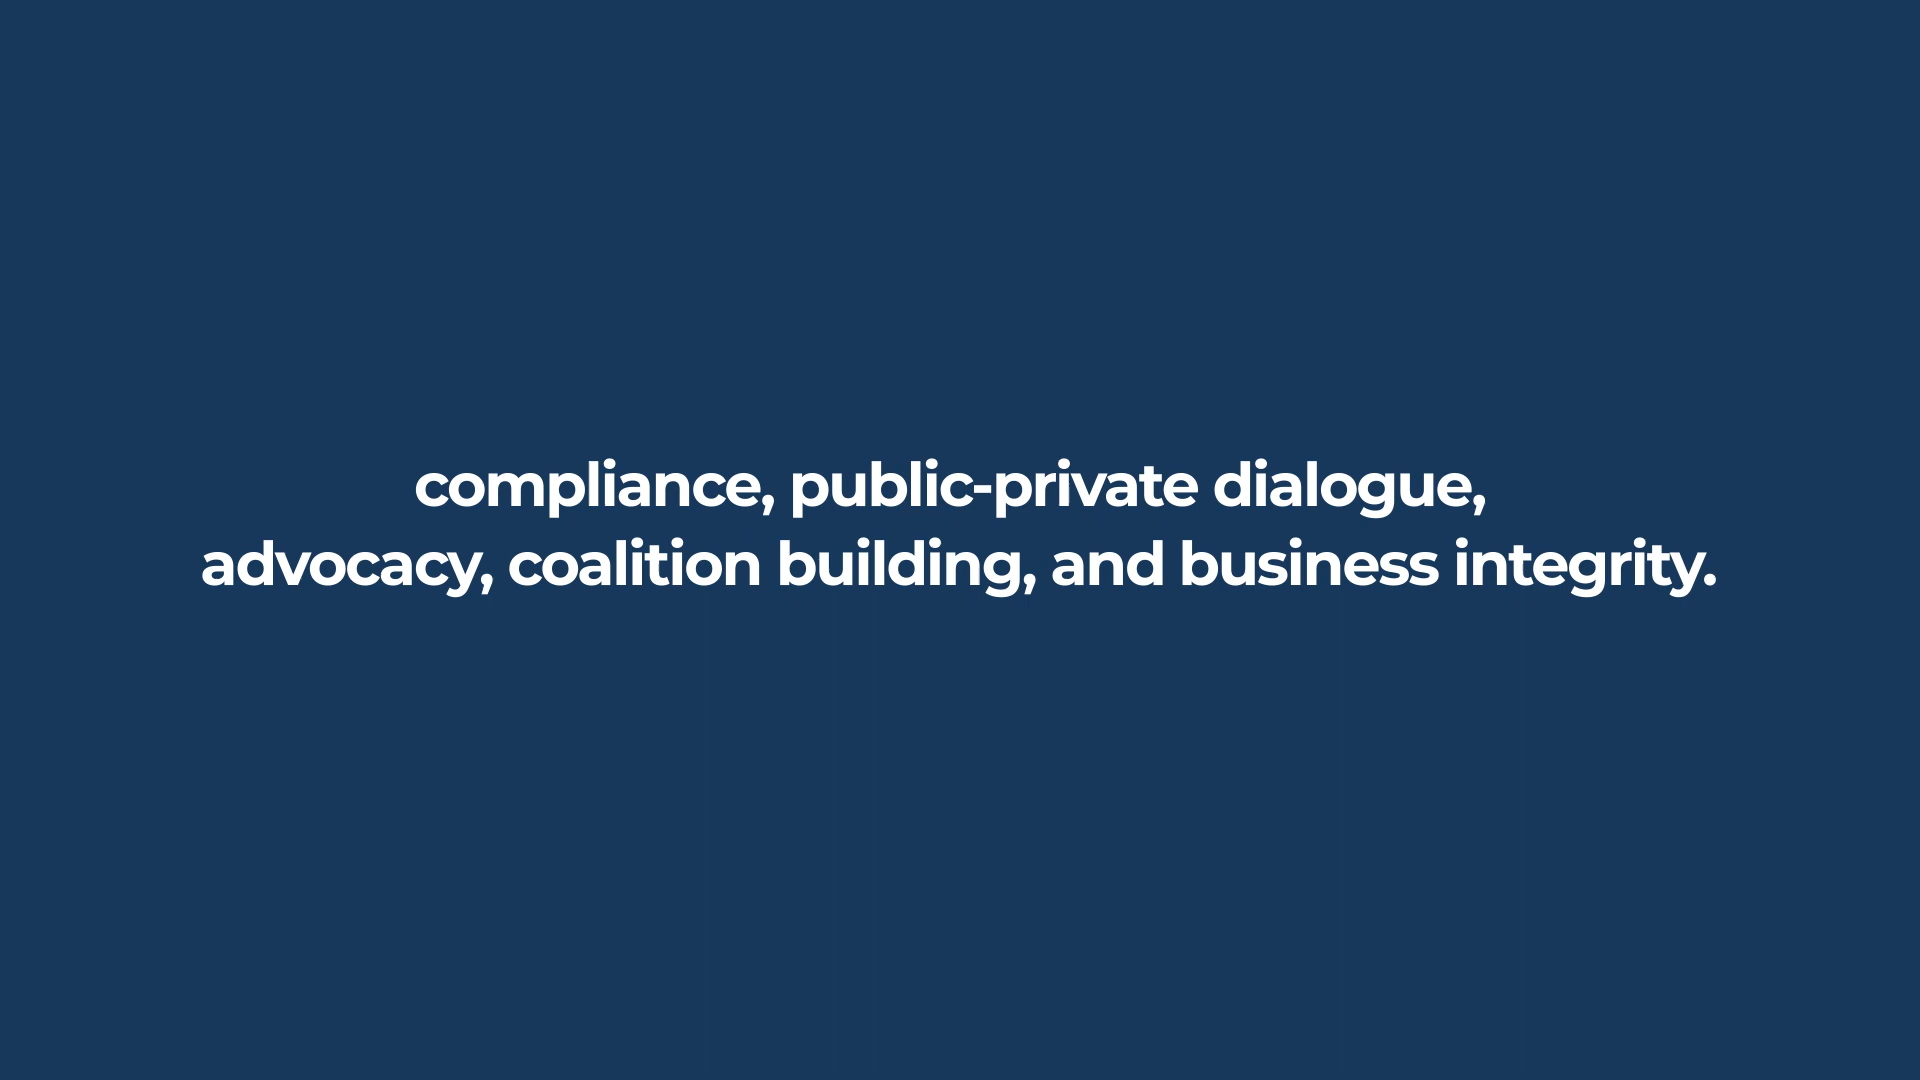 compliance, public-private dialogue,
advocacy, coalition building, and business integrity.